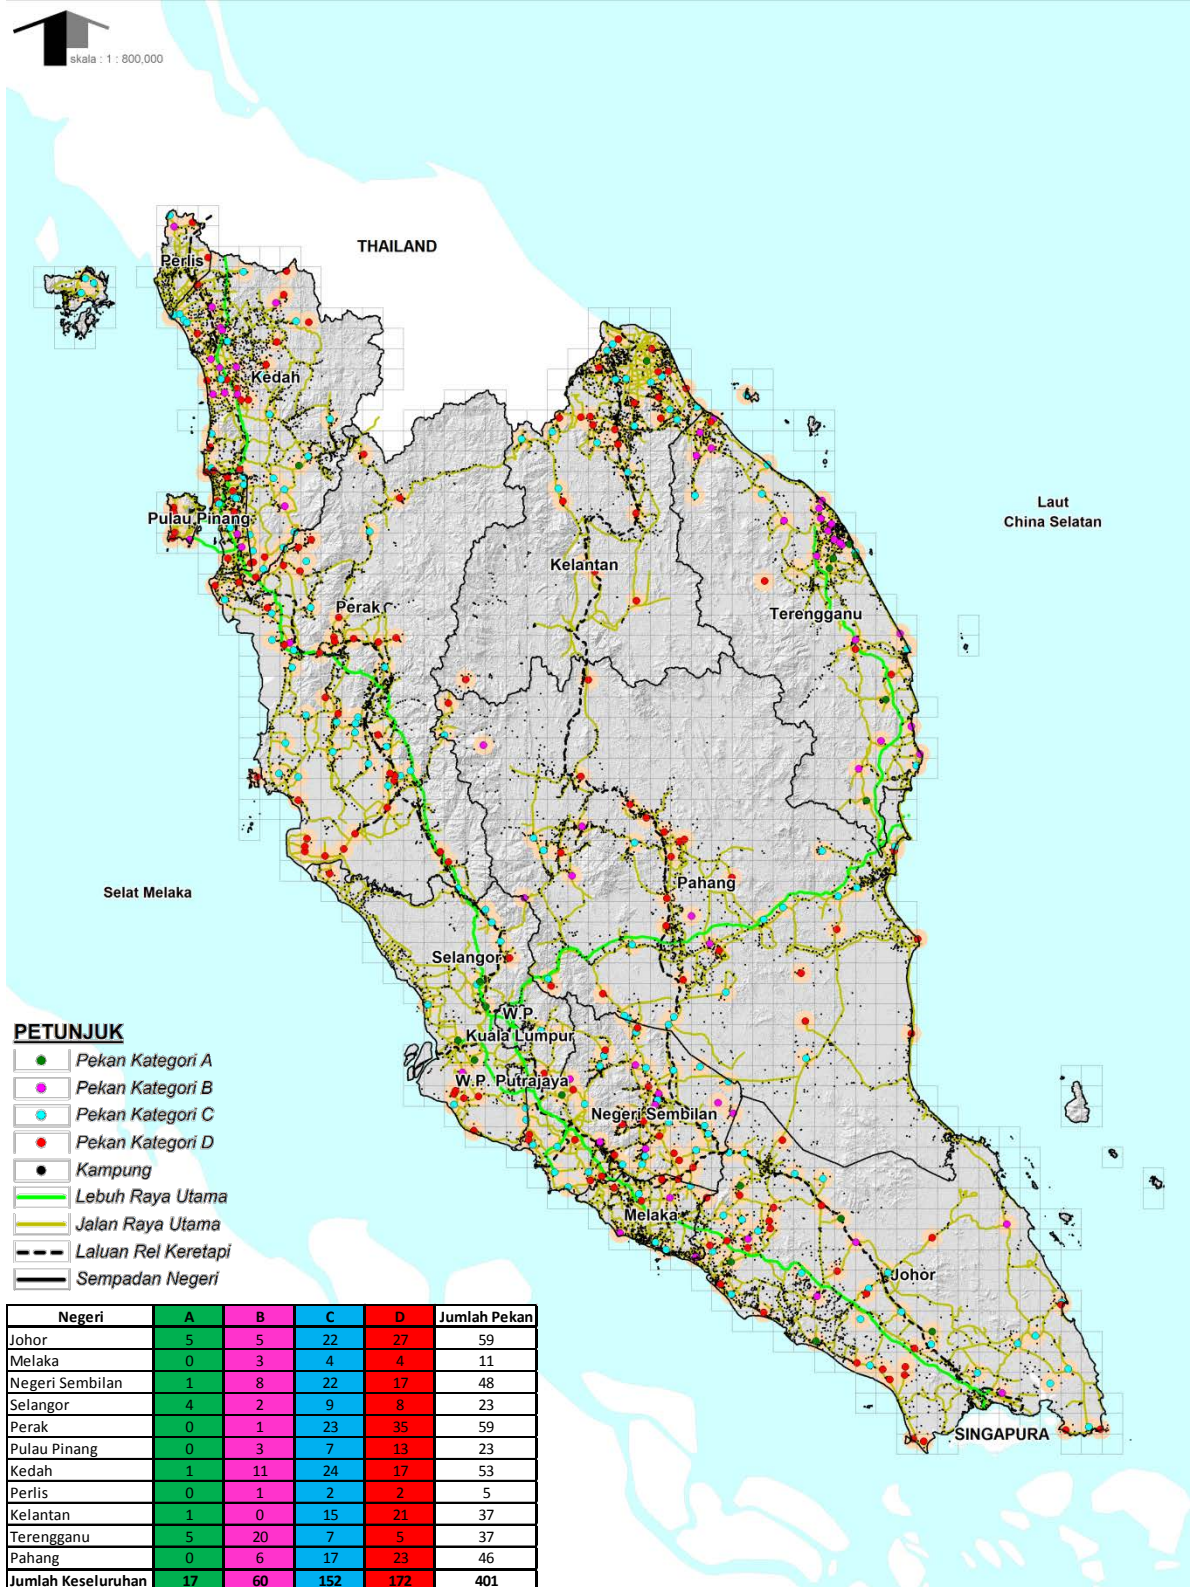 skala : 1 : 800,000
THAILAND
Perlis
Kedah
Pulau Pinang
Laut
China Selatan
Kelantan
Perak
Terengganu
Selat Melaka
Pahang
Selangor
W.P
Kuala Lumpur
W.P. Putrajaya
Negeri Sembilan
Melaka
Johor
SINGAPURA
PETUNJUK
Pekan Kategori A
Pekan Kategori B
Pekan Kategori C
Pekan Kategori D
Kampung
Lebuh Raya Utama
Jalan Raya Utama
Laluan Rel Keretapi
Sempadan Negeri
Negeri A B C D Jumlah Pekan
Johor 5 5 22 27 59
Melaka 0 3 4 4 11
Negeri Sembilan 1 8 22 17 48
Selangor 4 2 9 8 23
Perak 0 1 23 35 59
Pulau Pinang 0 3 7 13 23
Kedah 1 11 24 17 53
Perlis 0 1 2 2 5
Kelantan 1 0 15 21 37
Terengganu 5 20 7 5 37
Pahang 0 6 17 23 46
Jumlah Keseluruhan 17 60 152 172 401